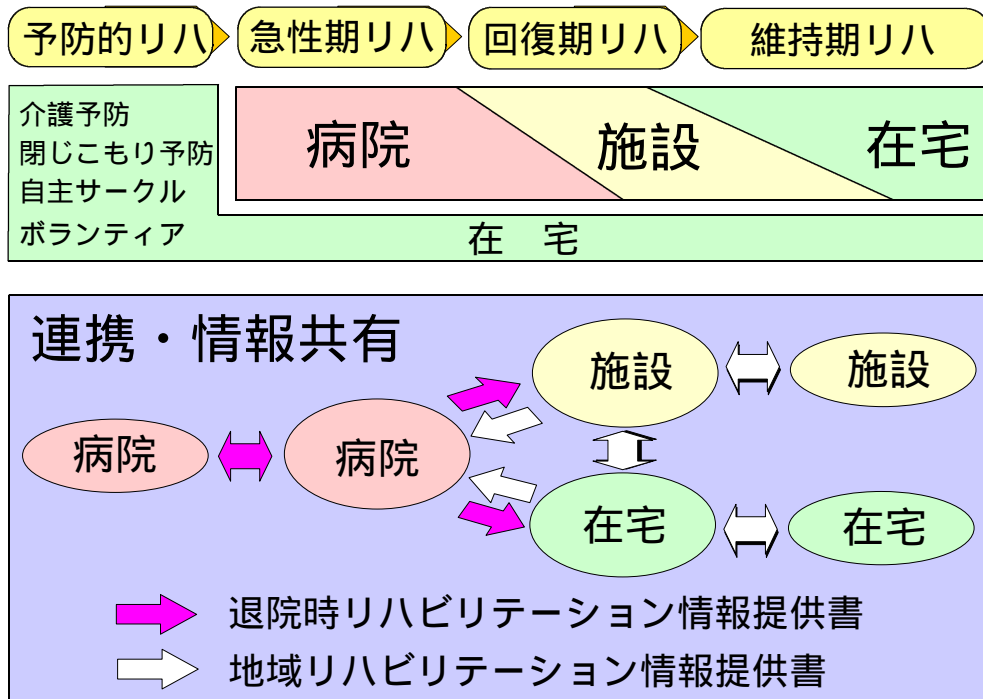 予防的リハ 急性期リハ 回復期リハ 維持期リハ
介護予防
閉じこもり予防
自主サークル
ボランティア
病院 施設 在宅
在 宅
連携・情報共有
施設 施設
病院 病院
在宅 在宅
退院時リハビリテーション情報提供書
地域リハビリテーション情報提供書